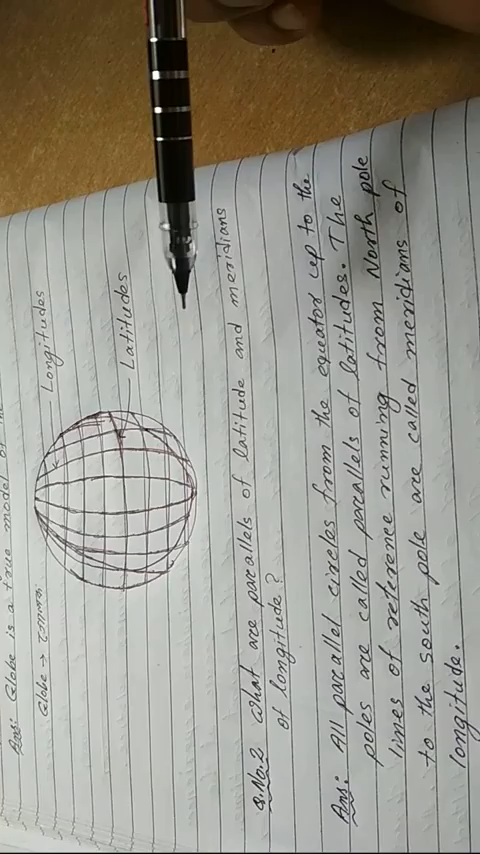 Ans: Globe is a true model of the
Longitudes
Globe →
Latitudes
Q.No.2 What are parallels of latitude and meridians
of longitude?
Ans: All parallel circles from the equator up to the
poles are called parallels of latitudes. The
lines of reference running from North pole
to the south pole are called meridians of
longitude.